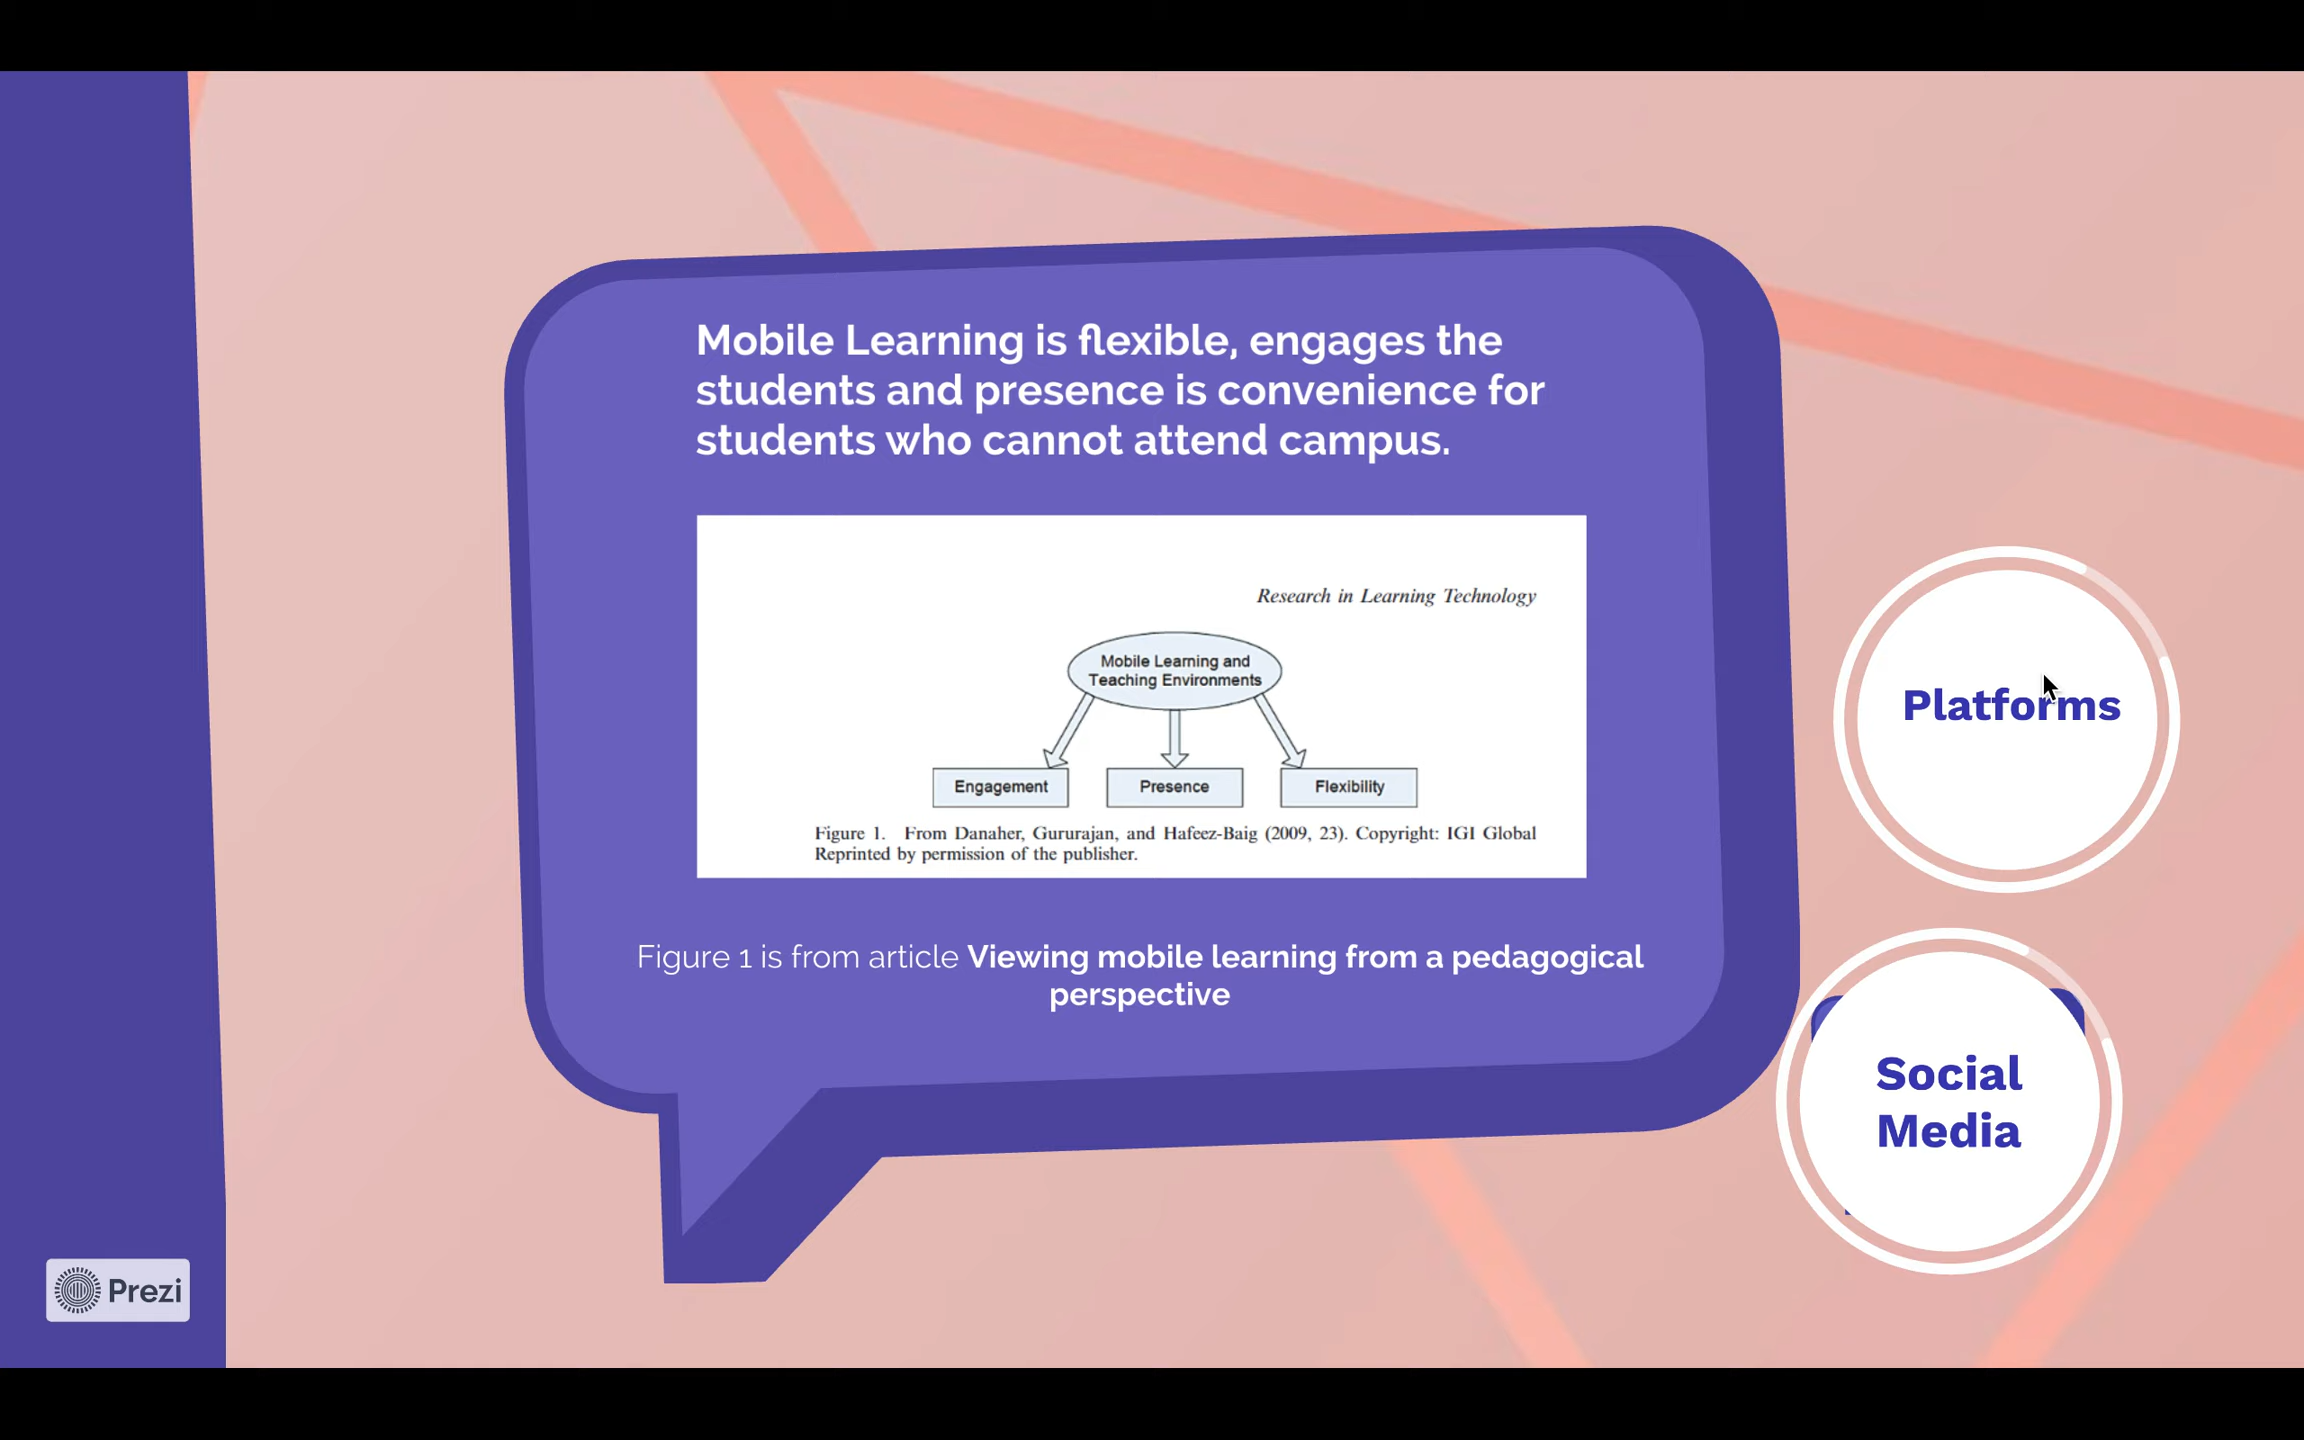 Mobile Learning is flexible, engages the
students and presence is convenience for
students who cannot attend campus.
Research in Learning Technology
Mobile Learning and
Teaching Environments
Engagement
Presence
Flexibility
Figure 1. From Danaher, Gururajan, and Hafeez-Baig (2009, 23). Copyright: IGI Global
Reprinted by permission of the publisher.
Figure 1 is from article Viewing mobile learning from a pedagogical
perspective
Platforms
Social
Media
Prezi